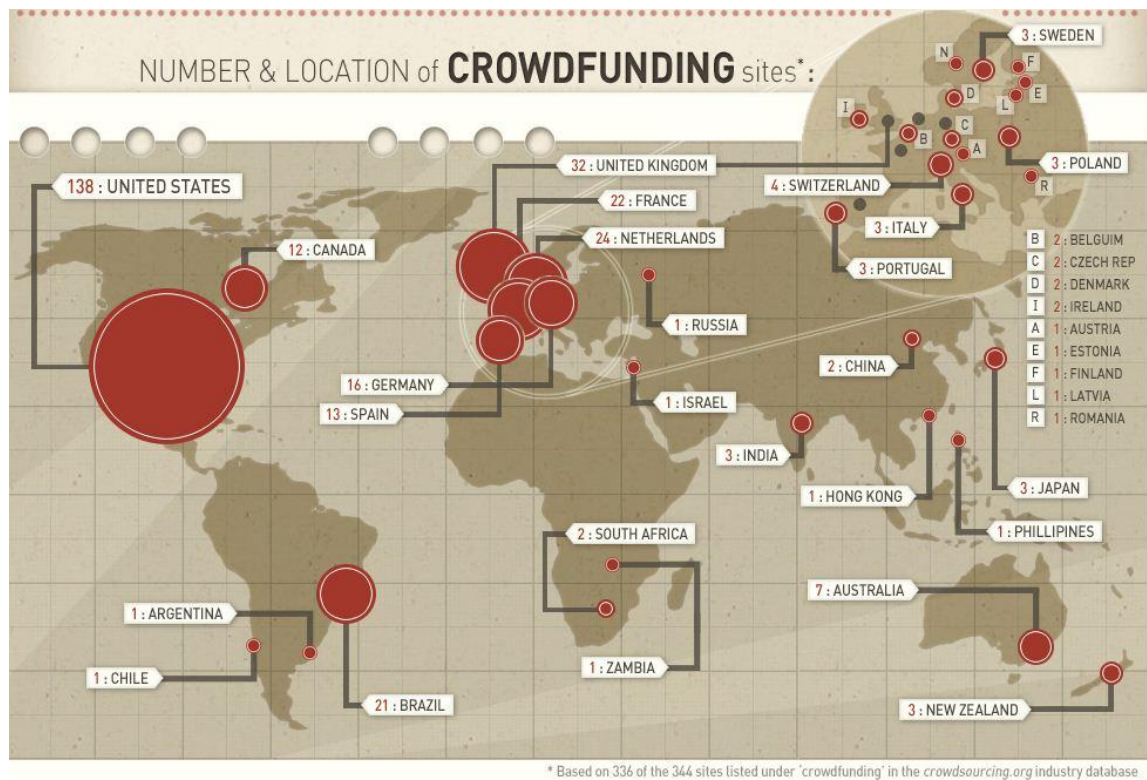 NUMBER & LOCATION of CROWDFUNDING sites*:
3 : SWEDEN
N
F
E
L
D
I
B
C
A
R
3 : POLAND
4 : SWITZERLAND
3 : ITALY
3 : PORTUGAL
32 : UNITED KINGDOM
138 : UNITED STATES
22 : FRANCE
24 : NETHERLANDS
12 : CANADA
B 2 : BELGUIM
C 2 : CZECH REP
D 2 : DENMARK
I 2 : IRELAND
A 1 : AUSTRIA
E 1 : ESTONIA
F 1 : FINLAND
L 1 : LATVIA
R 1 : ROMANIA
1 : RUSSIA
2 : CHINA
16 : GERMANY
13 : SPAIN
1 : ISRAEL
3 : INDIA
1 : HONG KONG
3 : JAPAN
1 : PHILLIPINES
2 : SOUTH AFRICA
7 : AUSTRALIA
1 : ARGENTINA
1 : ZAMBIA
1 : CHILE
21 : BRAZIL
3 : NEW ZEALAND
* Based on 336 of the 344 sites listed under 'crowdfunding' in the crowdsourcing.org industry database